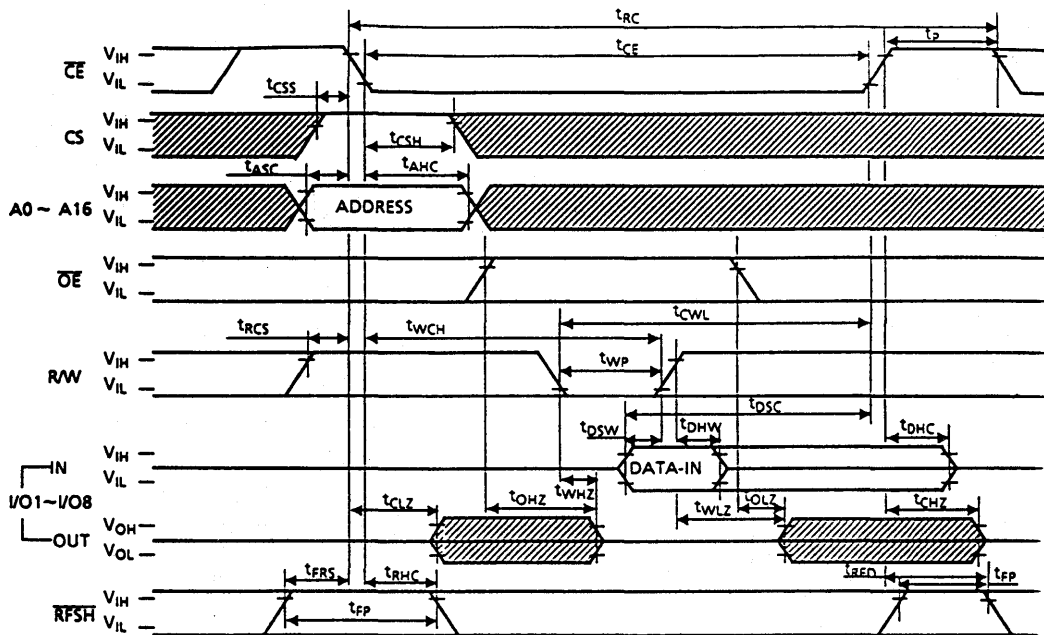 tRC
tCE
tP
CE
VIH
VIL
tCSS
CS
VIH
VIL
tCSH
tASC
tAHC
A0 ~ A16
VIH
VIL
ADDRESS
OE
VIH
VIL
tRCS
tWCH
tCWL
R/W
VIH
VIL
tWP
tDSC
tDSW
tDHW
tDHC
IN
VIH
VIL
DATA-IN
I/O1~I/O8
tWHZ
tCLZ
tOHZ
tWLZ
tOLZ
tCHZ
OUT
VOH
VOL
tFRS
tRHC
tRFD
tFP
RFSH
VIH
VIL
tFP